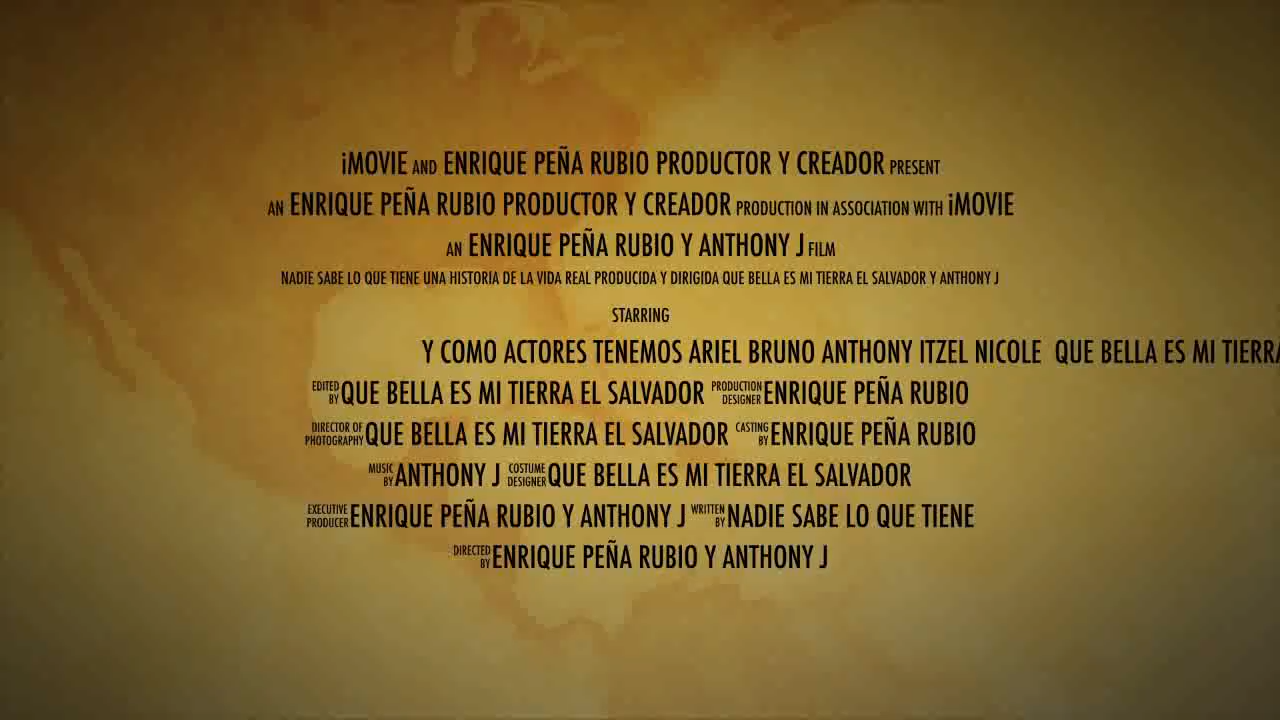 iMOVIE AND ENRIQUE PEÑA RUBIO PRODUCTOR Y CREADOR PRESENT
AN ENRIQUE PEÑA RUBIO PRODUCTOR Y CREADOR PRODUCTION IN ASSOCIATION WITH iMOVIE
AN ENRIQUE PEÑA RUBIO Y ANTHONY J FILM
NADIE SABE LO QUE TIENE UNA HISTORIA DE LA VIDA REAL PRODUCIDA Y DIRIGIDA QUE BELLA ES MI TIERRA EL SALVADOR Y ANTHONY J
STARRING
Y COMO ACTORES TENEMOS ARIEL BRUNO ANTHONY ITZEL NICOLE QUE BELLA ES MI TIERRA
EDITED BY QUE BELLA ES MI TIERRA EL SALVADOR PRODUCTION DESIGNER ENRIQUE PEÑA RUBIO
DIRECTOR OF PHOTOGRAPHY QUE BELLA ES MI TIERRA EL SALVADOR CASTING BY ENRIQUE PEÑA RUBIO
MUSIC BY ANTHONY J COSTUME DESIGNER QUE BELLA ES MI TIERRA EL SALVADOR
EXECUTIVE PRODUCER ENRIQUE PEÑA RUBIO Y ANTHONY J WRITTEN BY NADIE SABE LO QUE TIENE
DIRECTED BY ENRIQUE PEÑA RUBIO Y ANTHONY J